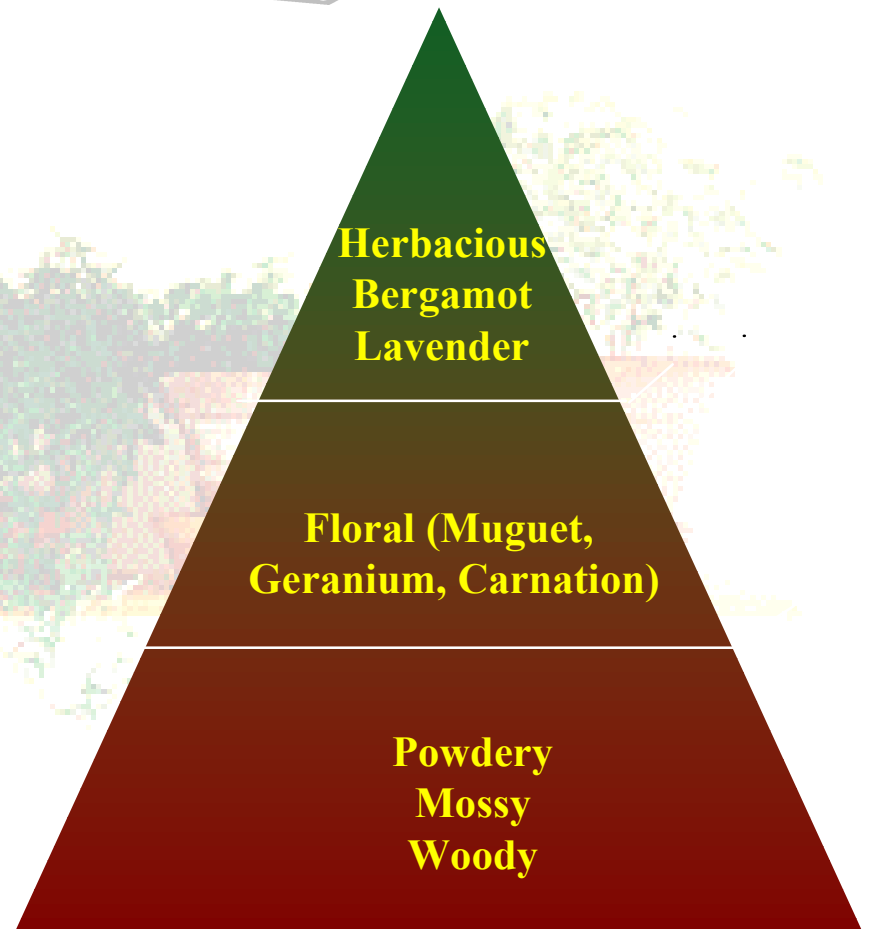 Herbacious
Bergamot
Lavender
Floral (Muguet,
Geranium, Carnation)
Powdery
Mossy
Woody